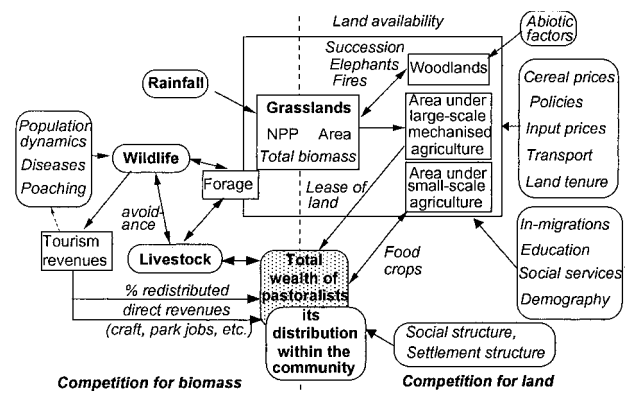 Land availability
Abiotic
factors
Succession
Elephants
Fires
Woodlands
Rainfall
Grasslands
NPP Area
Total biomass
Area under
large-scale
mechanised
agriculture
Cereal prices
Policies
Input prices
Transport
Land tenure
Population
dynamics
Diseases
Poaching
Wildlife
Forage
Area under
small-scale
agriculture
Lease of
land
avoid-
ance
Tourism
revenues
Livestock
Food
crops
In-migrations
Education
Social services
Demography
Total
wealth of
pastoralists
% redistributed
direct revenues
(craft, park jobs, etc.)
its
distribution
within the
community
Social structure,
Settlement structure
Competition for biomass
Competition for land